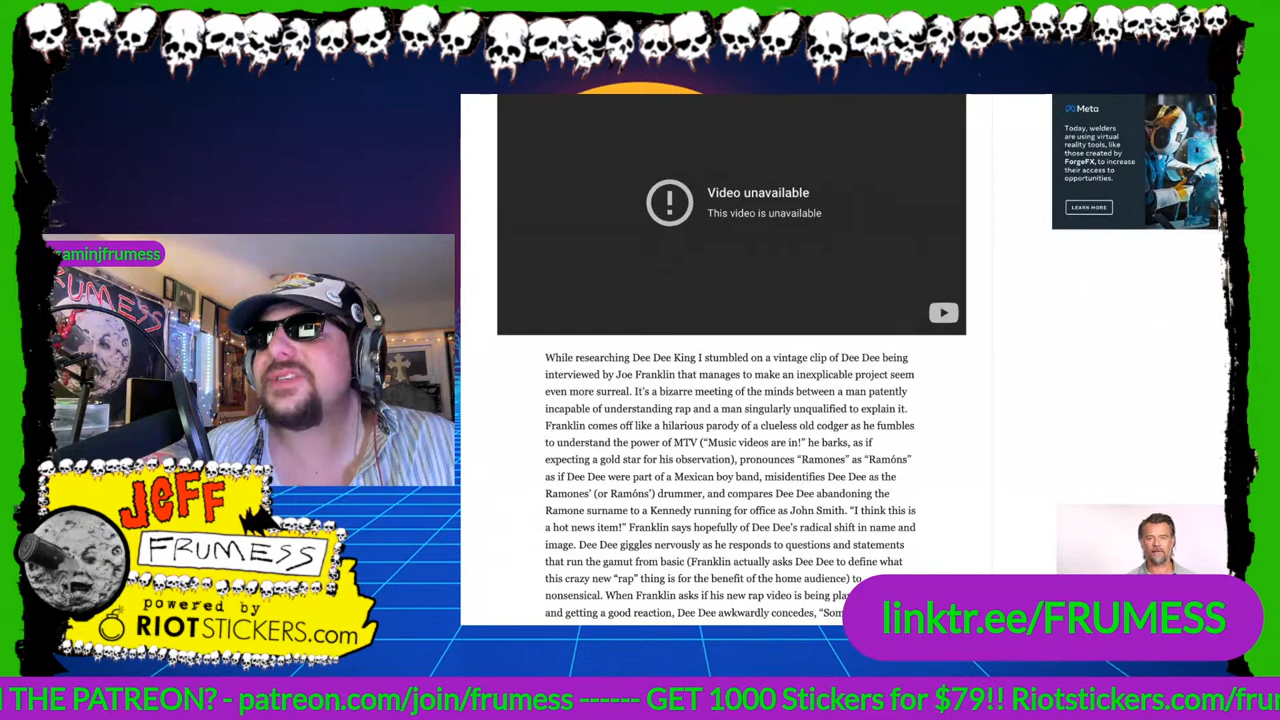 Video unavailable
This video is unavailable
Meta
Today, welders
are using virtual
reality tools, like
those created by
ForgeFX, to increase
their access to
opportunities.
LEARN MORE
saminjfrumess
FRUMESS
While researching Dee Dee King I stumbled on a vintage clip of Dee Dee being
interviewed by Joe Franklin that manages to make an inexplicable project seem
even more surreal. It's a bizarre meeting of the minds between a man patently
incapable of understanding rap and a man singularly unqualified to explain it.
Franklin comes off like a hilarious parody of a clueless old codger as he fumbles
to understand the power of MTV (“Music videos are in!” he barks, as if
expecting a gold star for his observation), pronounces “Ramones” as “Ramóns”
as if Dee Dee were part of a Mexican boy band, misidentifies Dee Dee as the
Ramones’ (or Ramóns’) drummer, and compares Dee Dee abandoning the
Ramone surname to a Kennedy running for office as John Smith. “I think this is
a hot news item!” Franklin says hopefully of Dee Dee’s radical shift in name and
image. Dee Dee giggles nervously as he responds to questions and statements
that run the gamut from basic (Franklin actually asks Dee Dee to define what
this crazy new “rap” thing is for the benefit of the home audience) to
nonsensical. When Franklin asks if his new rap video is being
and getting a good reaction, Dee Dee awkwardly concedes,
JEFF
FRUMESS
powered by
RIOTSTICKERS.com
linktr.ee/FRUMESS
THE PATREON? - patreon.com/join/frumess ------ GET 1000 Stickers for $79!! Riotstickers.com/fru